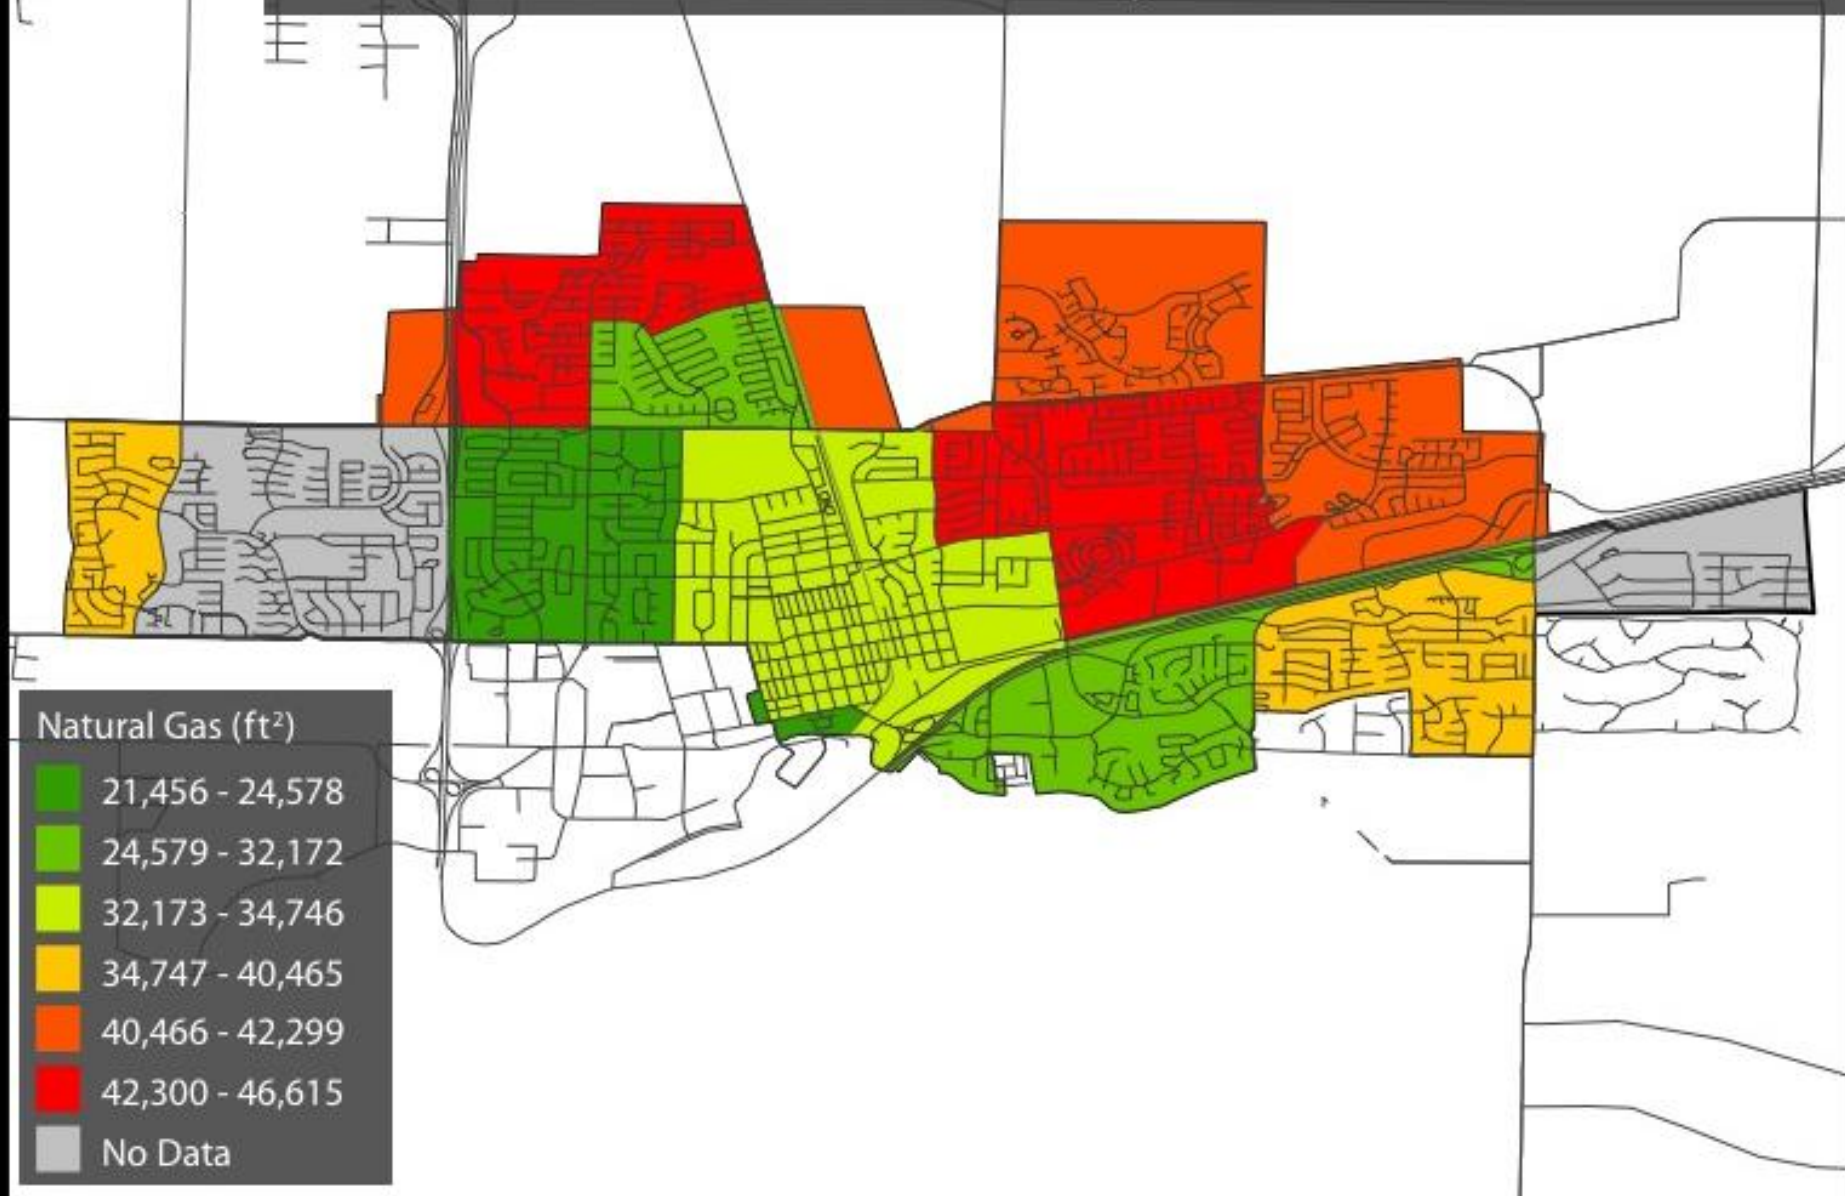 Natural Gas (ft²)
21,456 - 24,578
24,579 - 32,172
32,173 - 34,746
34,747 - 40,465
40,466 - 42,299
42,300 - 46,615
No Data